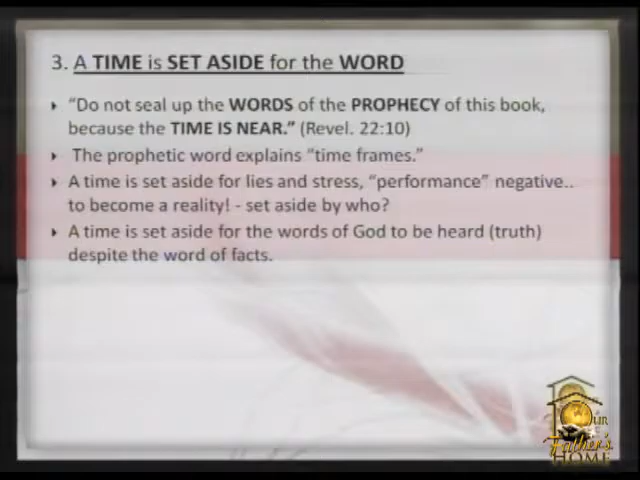 3. A TIME is SET ASIDE for the WORD
“Do not seal up the WORDS of the PROPHECY of this book,
because the TIME IS NEAR.” (Revel. 22:10)
The prophetic word explains “time frames.”
A time is set aside for lies and stress, “performance” negative..
to become a reality! - set aside by who?
A time is set aside for the words of God to be heard (truth)
despite the word of facts.
OUR
Father's
HOME